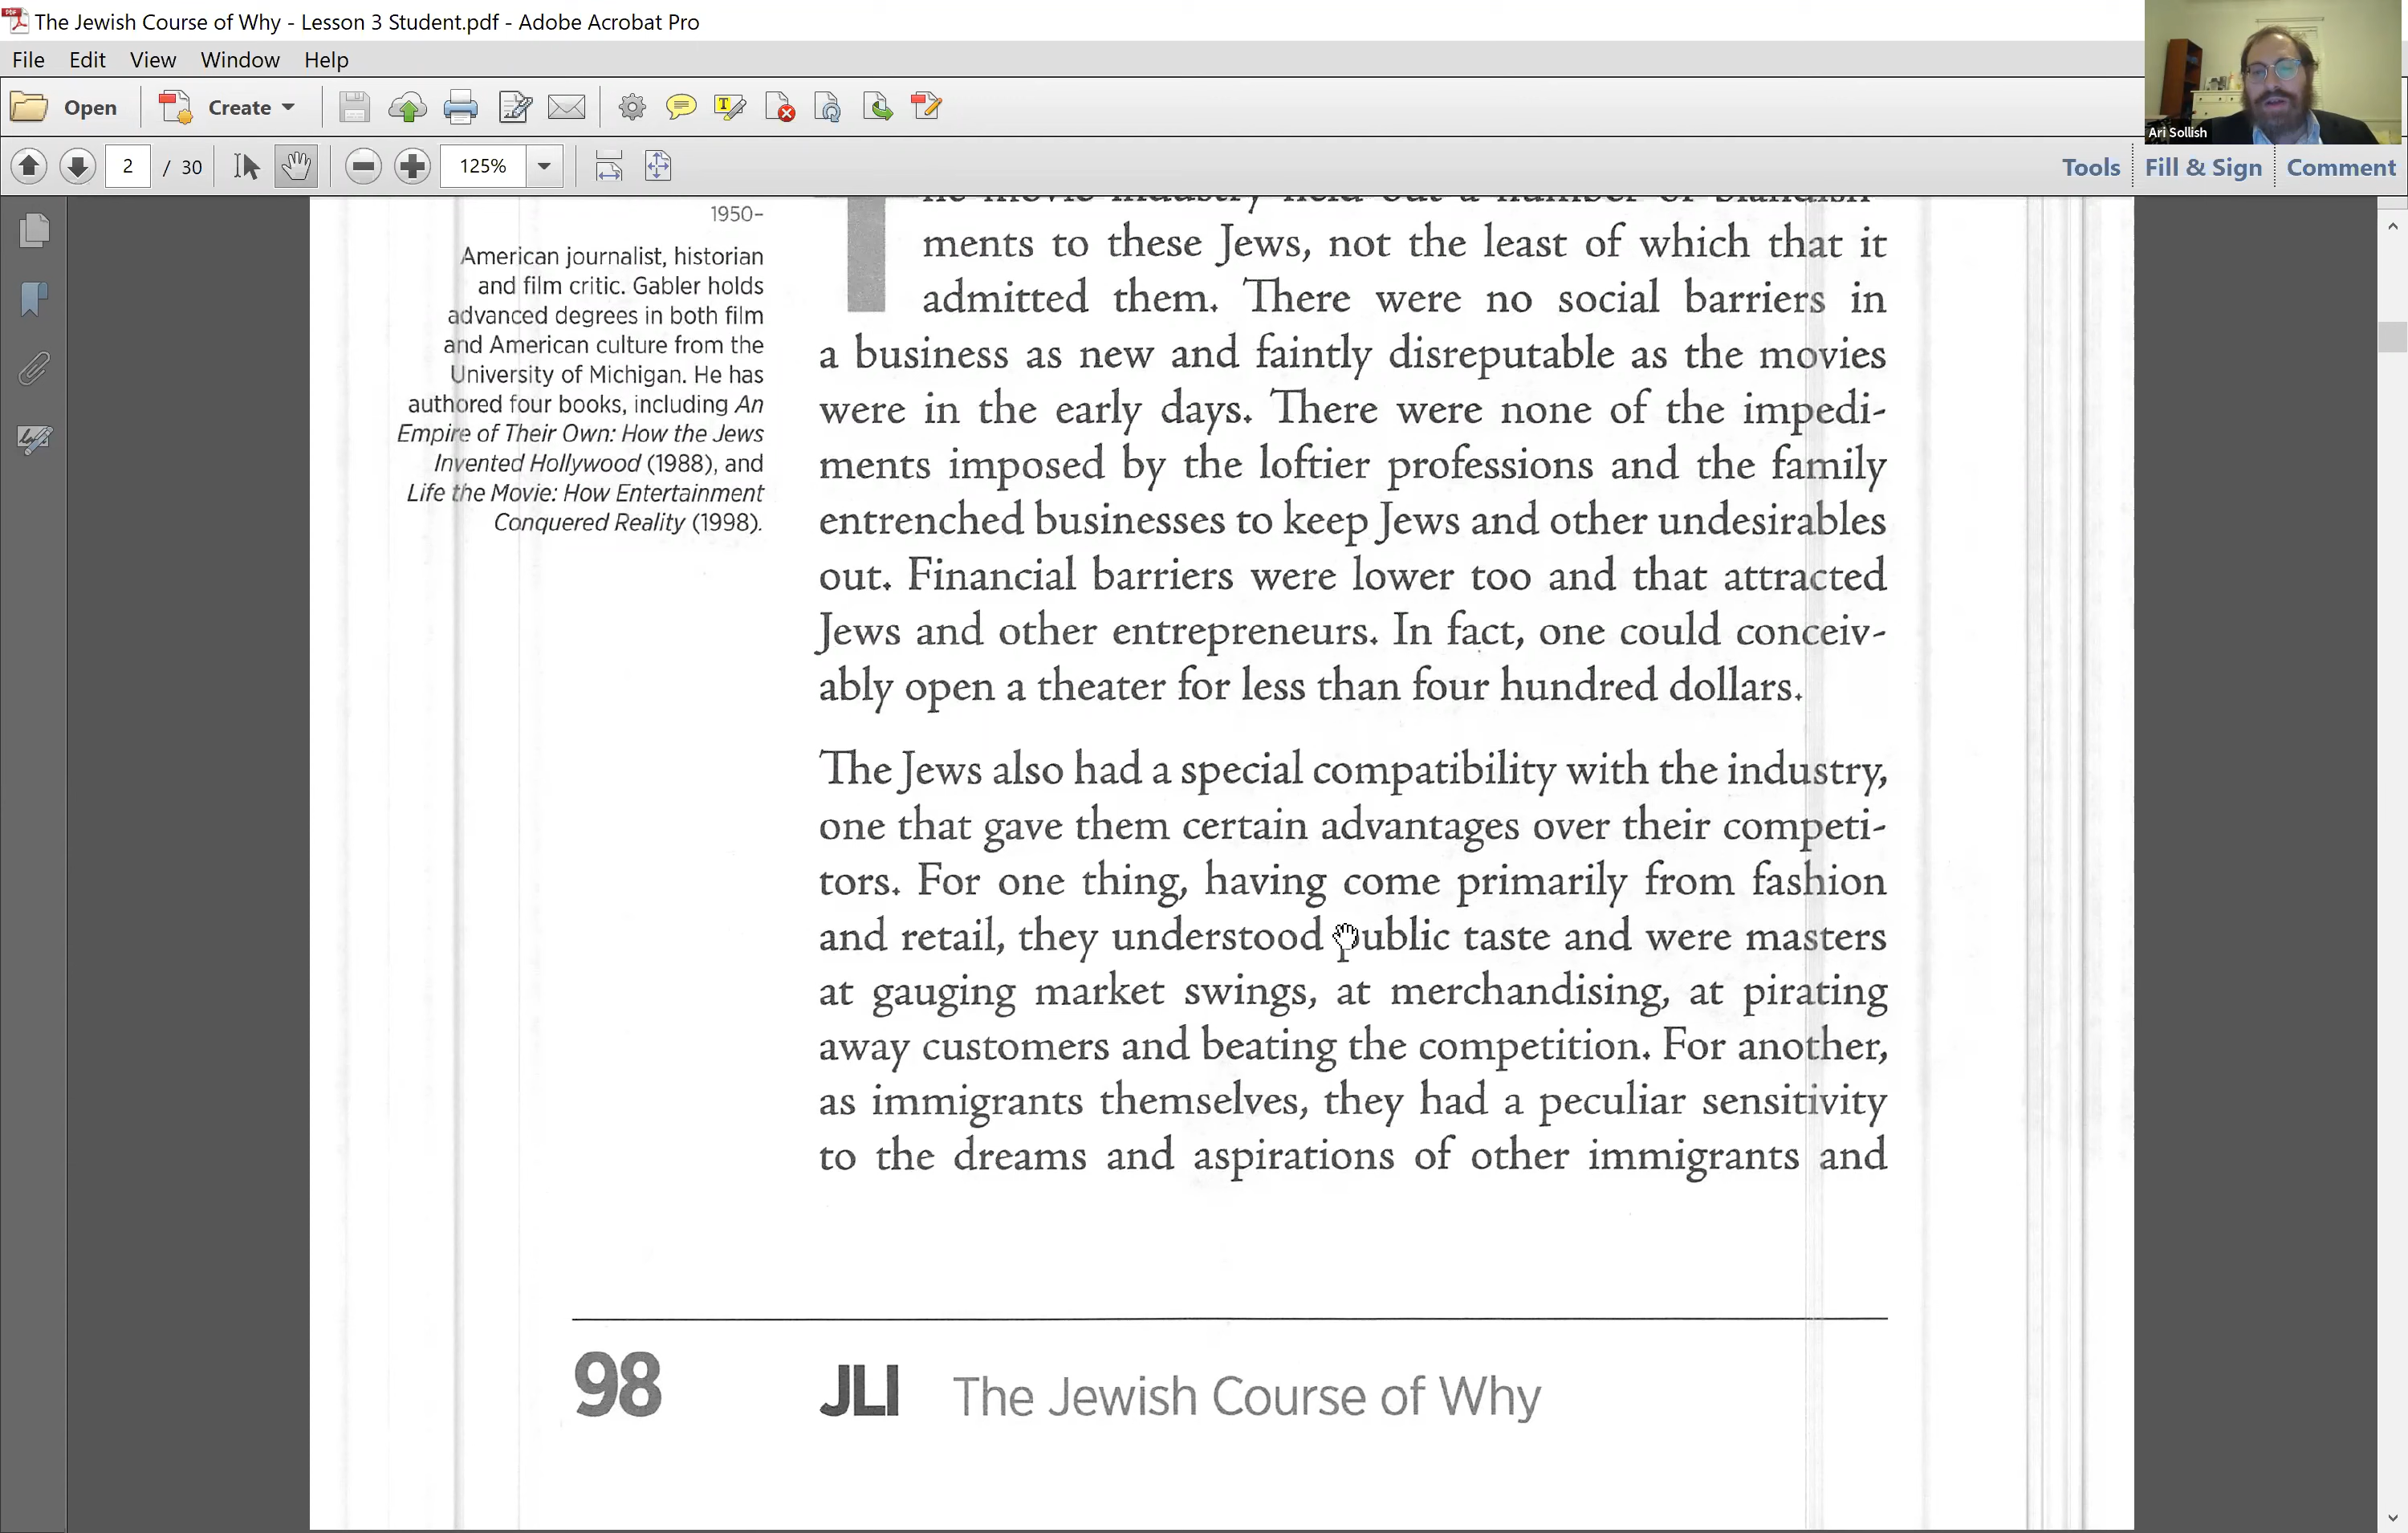 The Jewish Course of Why - Lesson 3 Student.pdf - Adobe Acrobat Pro
File Edit View Window Help
Open Create
Ari Sollish
2 / 30 125% Tools Fill & Sign Comment
1950–
American journalist, historian
and film critic. Gabler holds
advanced degrees in both film
and American culture from the
University of Michigan. He has
authored four books, including An
Empire of Their Own: How the Jews
Invented Hollywood (1988), and
Life the Movie: How Entertainment
Conquered Reality (1998).
he movie industry held out a number of blandish-
ments to these Jews, not the least of which that it
admitted them. There were no social barriers in
a business as new and faintly disreputable as the movies
were in the early days. There were none of the impedi-
ments imposed by the loftier professions and the family
entrenched businesses to keep Jews and other undesirables
out. Financial barriers were lower too and that attracted
Jews and other entrepreneurs. In fact, one could conceiv-
ably open a theater for less than four hundred dollars.
The Jews also had a special compatibility with the industry,
one that gave them certain advantages over their competi-
tors. For one thing, having come primarily from fashion
and retail, they understood public taste and were masters
at gauging market swings, at merchandising, at pirating
away customers and beating the competition. For another,
as immigrants themselves, they had a peculiar sensitivity
to the dreams and aspirations of other immigrants and
98 JLI The Jewish Course of Why